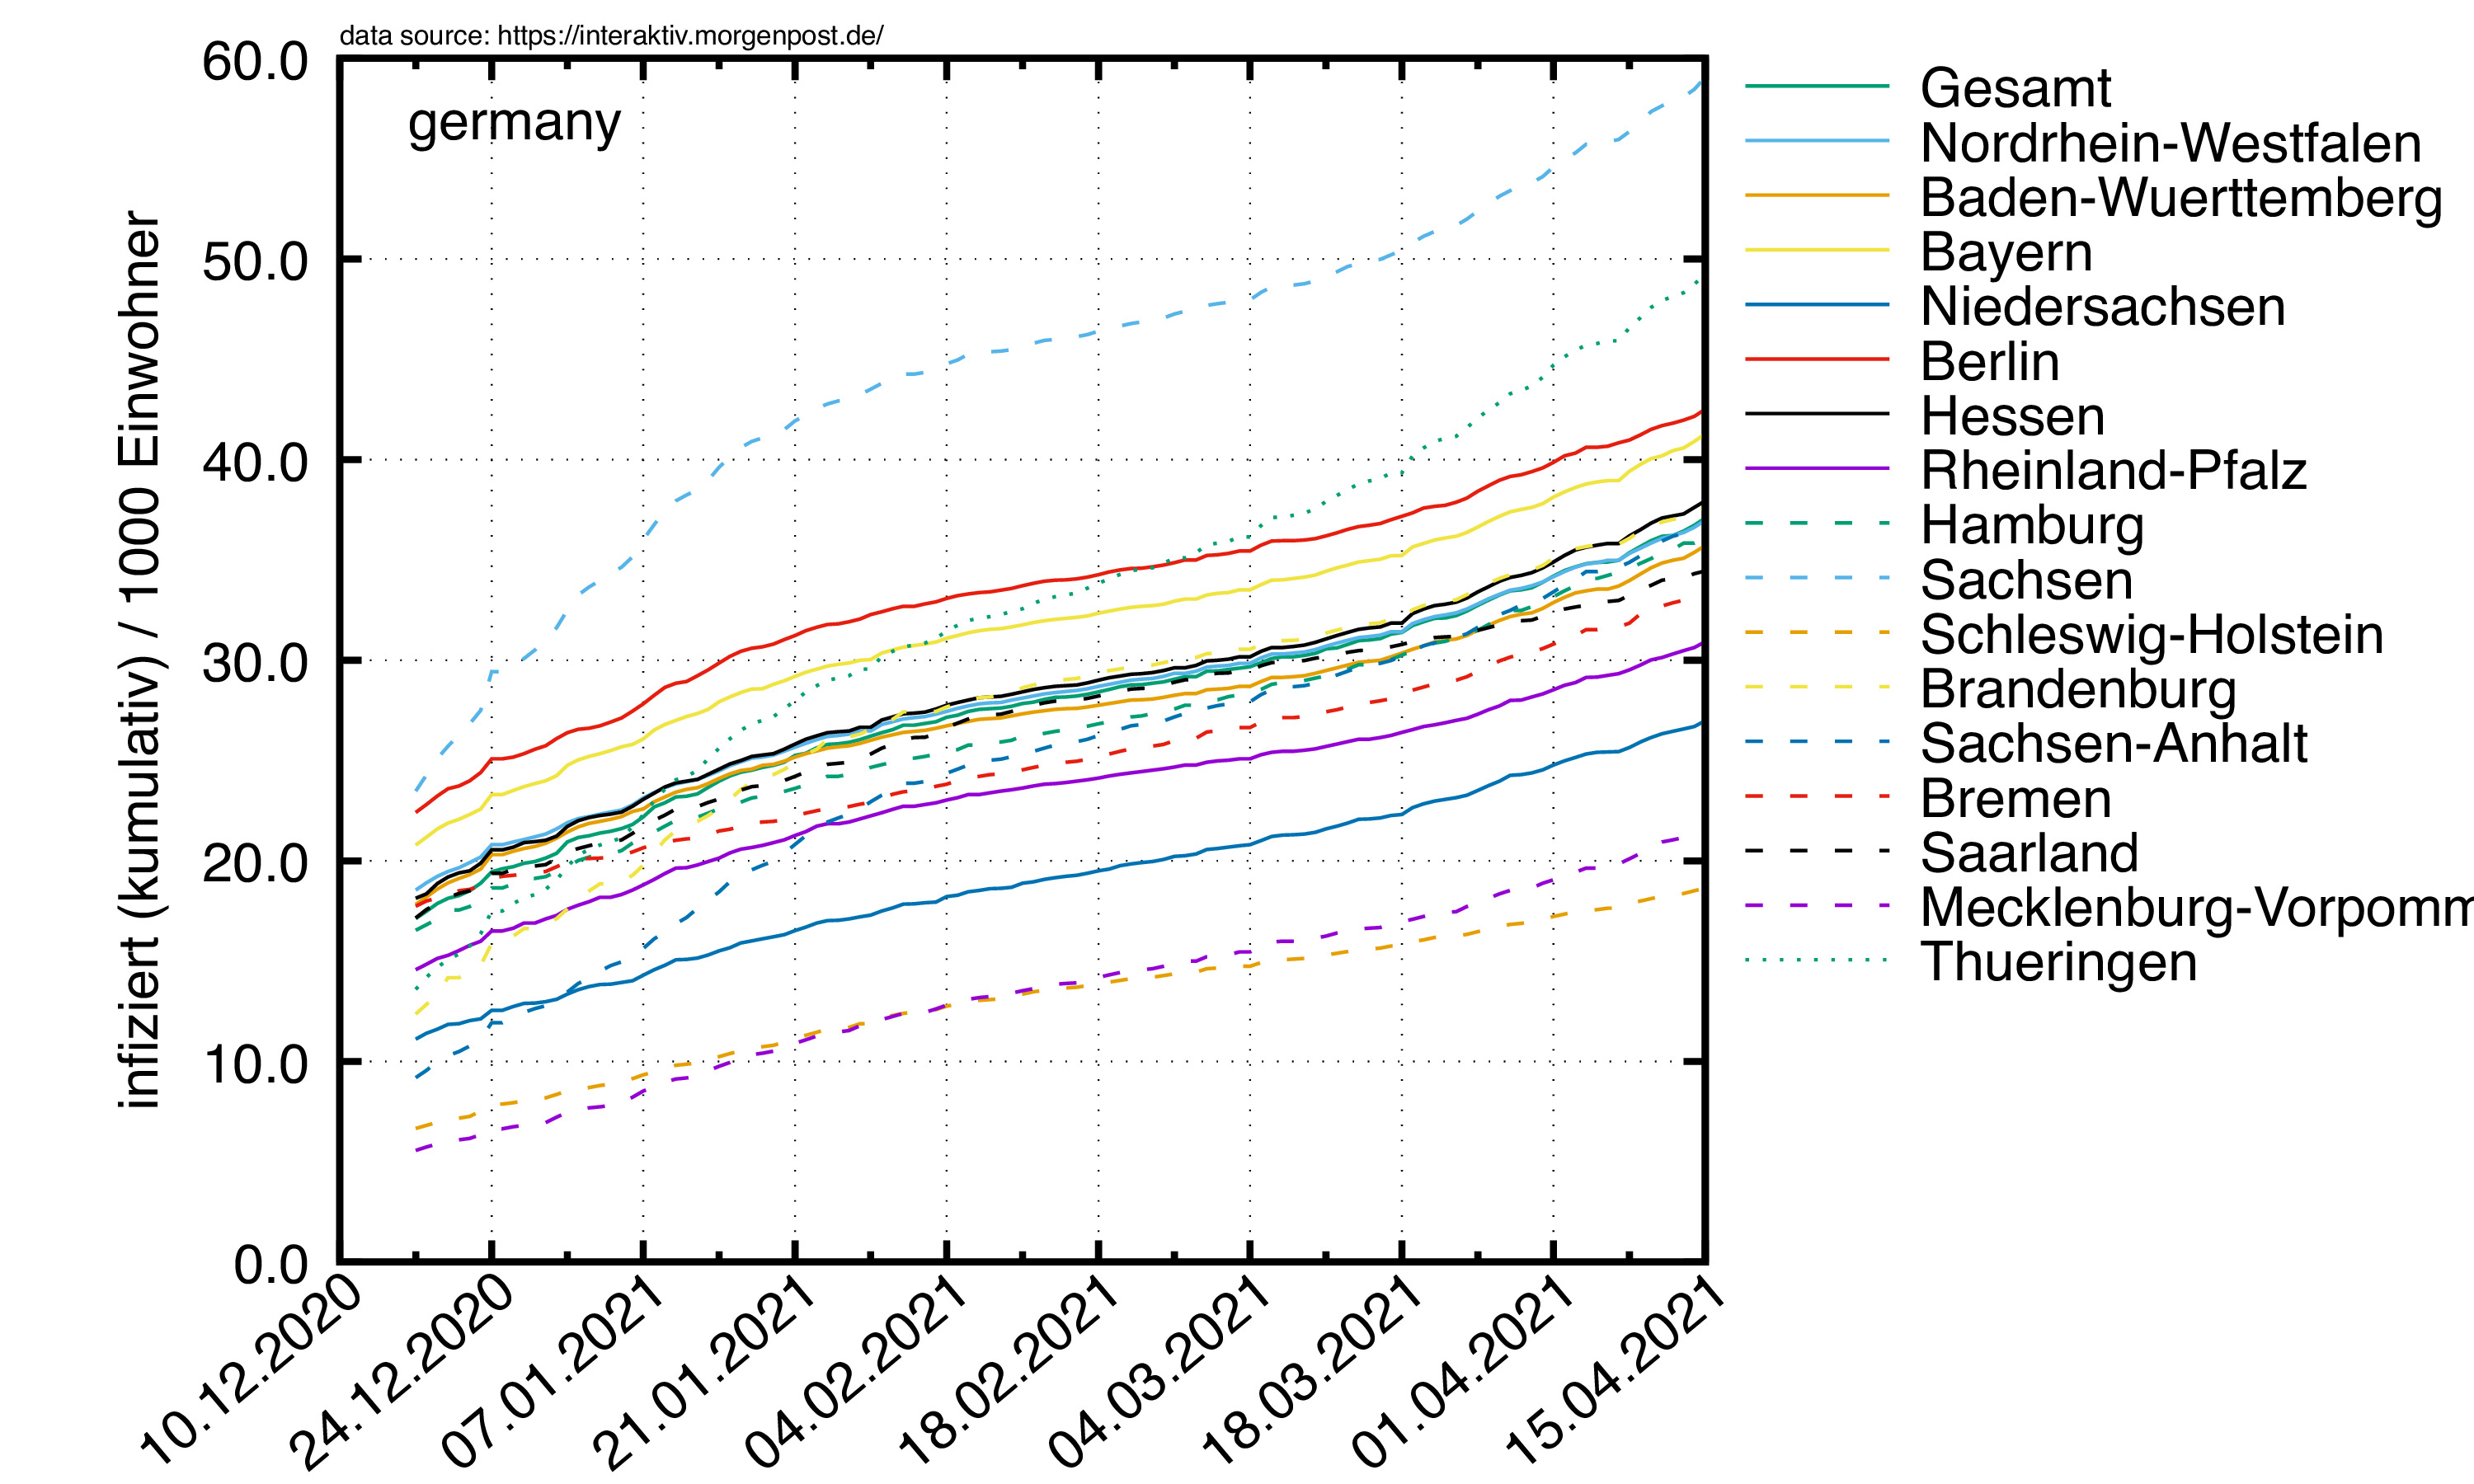 data source: https://interaktiv.morgenpost.de/
germany
infiziert (kumulativ) / 1000 Einwohner
60.0
50.0
40.0
30.0
20.0
10.0
0.0
10.12.2020
24.12.2020
07.01.2021
21.01.2021
04.02.2021
18.02.2021
04.03.2021
18.03.2021
01.04.2021
15.04.2021
Gesamt
Nordrhein-Westfalen
Baden-Wuerttemberg
Bayern
Niedersachsen
Berlin
Hessen
Rheinland-Pfalz
Hamburg
Sachsen
Schleswig-Holstein
Brandenburg
Sachsen-Anhalt
Bremen
Saarland
Mecklenburg-Vorpomm
Thueringen